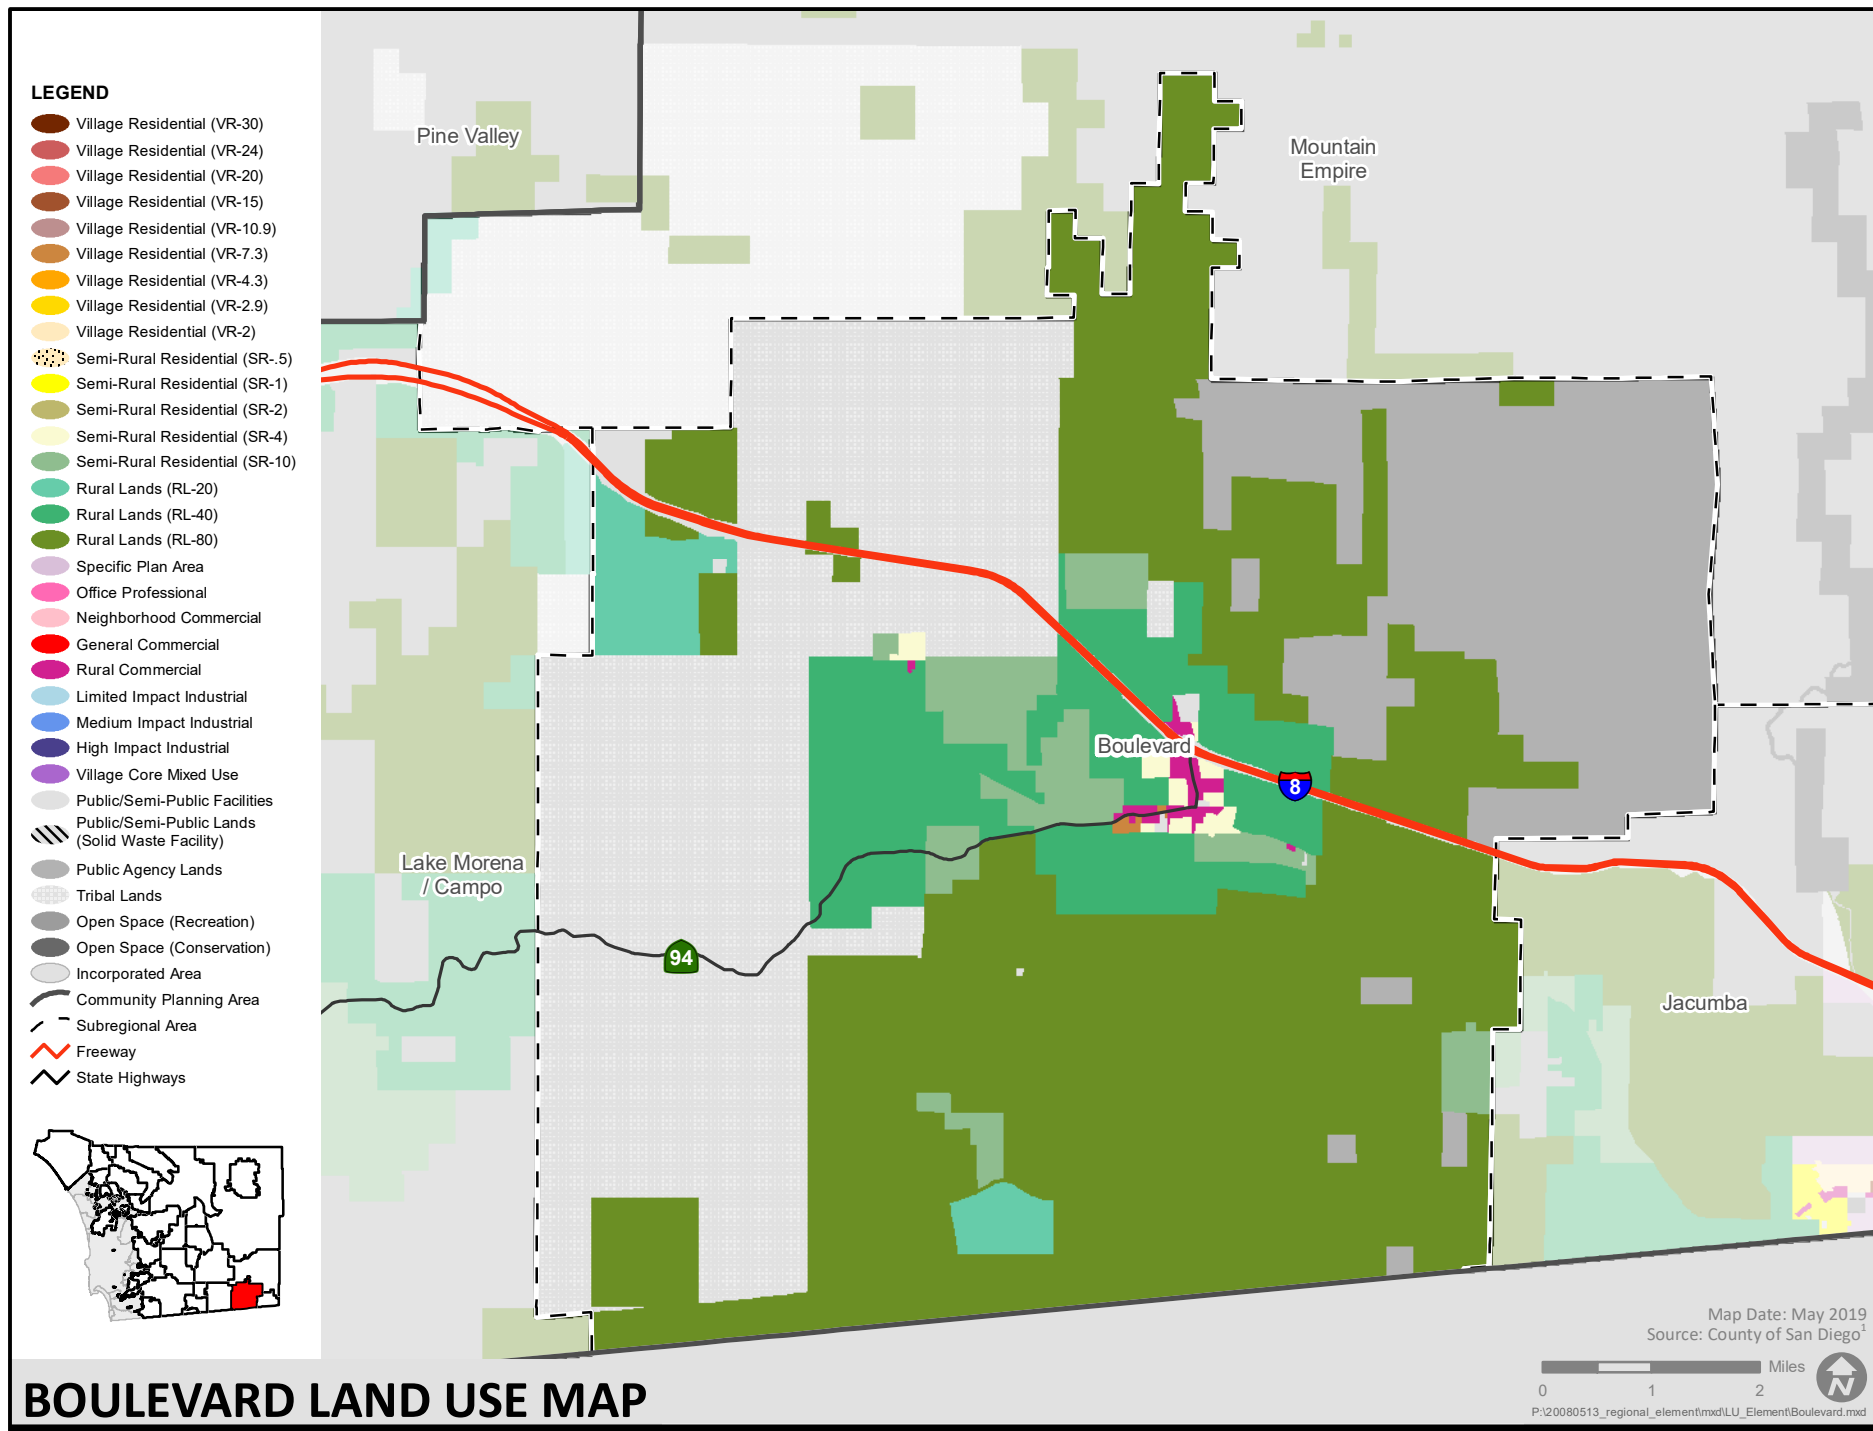 LEGEND
Village Residential (VR-30)
Village Residential (VR-24)
Village Residential (VR-20)
Village Residential (VR-15)
Village Residential (VR-10.9)
Village Residential (VR-7.3)
Village Residential (VR-4.3)
Village Residential (VR-2.9)
Village Residential (VR-2)
Semi-Rural Residential (SR-.5)
Semi-Rural Residential (SR-1)
Semi-Rural Residential (SR-2)
Semi-Rural Residential (SR-4)
Semi-Rural Residential (SR-10)
Rural Lands (RL-20)
Rural Lands (RL-40)
Rural Lands (RL-80)
Specific Plan Area
Office Professional
Neighborhood Commercial
General Commercial
Rural Commercial
Limited Impact Industrial
Medium Impact Industrial
High Impact Industrial
Village Core Mixed Use
Public/Semi-Public Facilities
Public/Semi-Public Lands
(Solid Waste Facility)
Public Agency Lands
Tribal Lands
Open Space (Recreation)
Open Space (Conservation)
Incorporated Area
Community Planning Area
Subregional Area
Freeway
State Highways
Pine Valley
Mountain
Empire
Boulevard
8
Lake Morena
/ Campo
94
Jacumba
Map Date: May 2019
Source: County of San Diego1
Miles
0 1 2
N
P:\20080513_regional_element\mxd\LU_Element\Boulevard.mxd
BOULEVARD LAND USE MAP